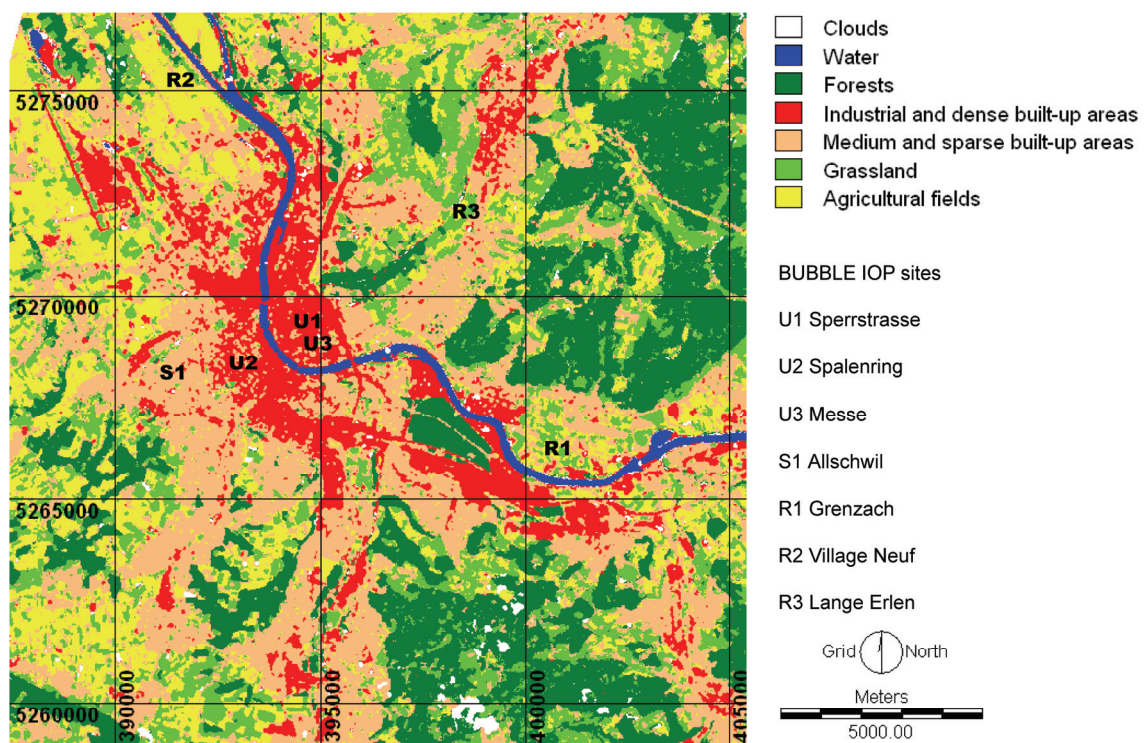 R2
5275000
R3
5270000
U1
U3
U2
S1
R1
5265000
5260000
390000
395000
400000
405000
Clouds
Water
Forests
Industrial and dense built-up areas
Medium and sparse built-up areas
Grassland
Agricultural fields
BUBBLE IOP sites
U1 Sperrstrasse
U2 Spalenring
U3 Messe
S1 Allschwil
R1 Grenzach
R2 Village Neuf
R3 Lange Erlen
Grid North
Meters
5000.00